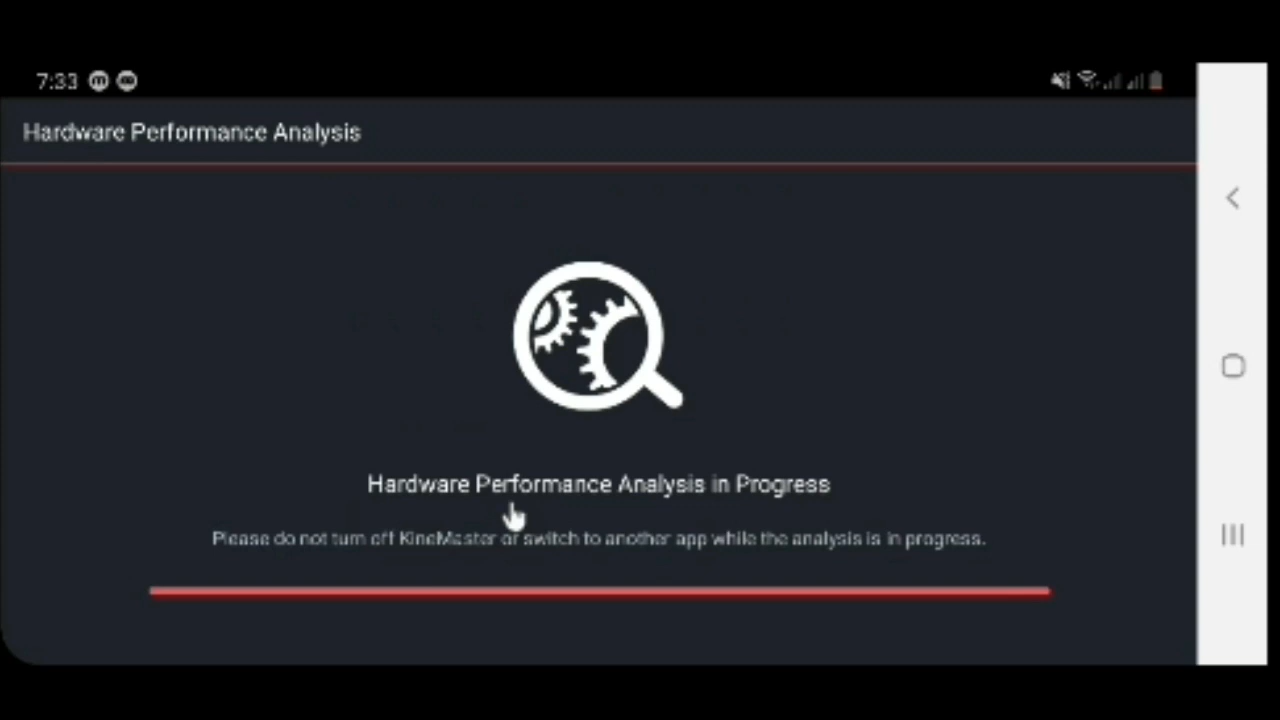 7:33
Hardware Performance Analysis
Hardware Performance Analysis in Progress
Please do not turn off KineMaster or switch to another app while the analysis is in progress.